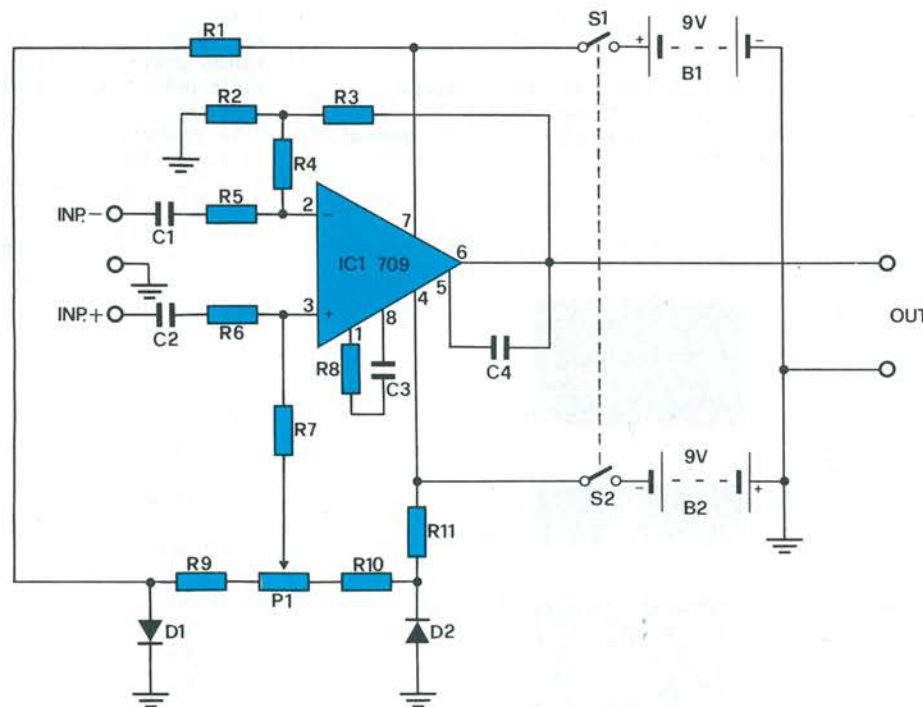 R1
S1
9V
+
-
B1
R2
R3
R4
INP.-
C1
R5
2
-
7
IC1 709
6
5
4
OUT
INP.+
C2
R6
3
+
1
8
R8
C3
C4
R7
9V
-
+
S2
B2
R11
R9
P1
R10
D1
D2